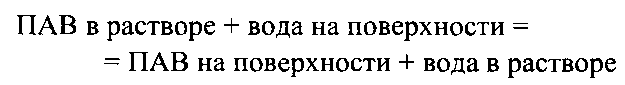 ПАВ в растворе + вода на поверхности =
= ПАВ на поверхности + вода в растворе